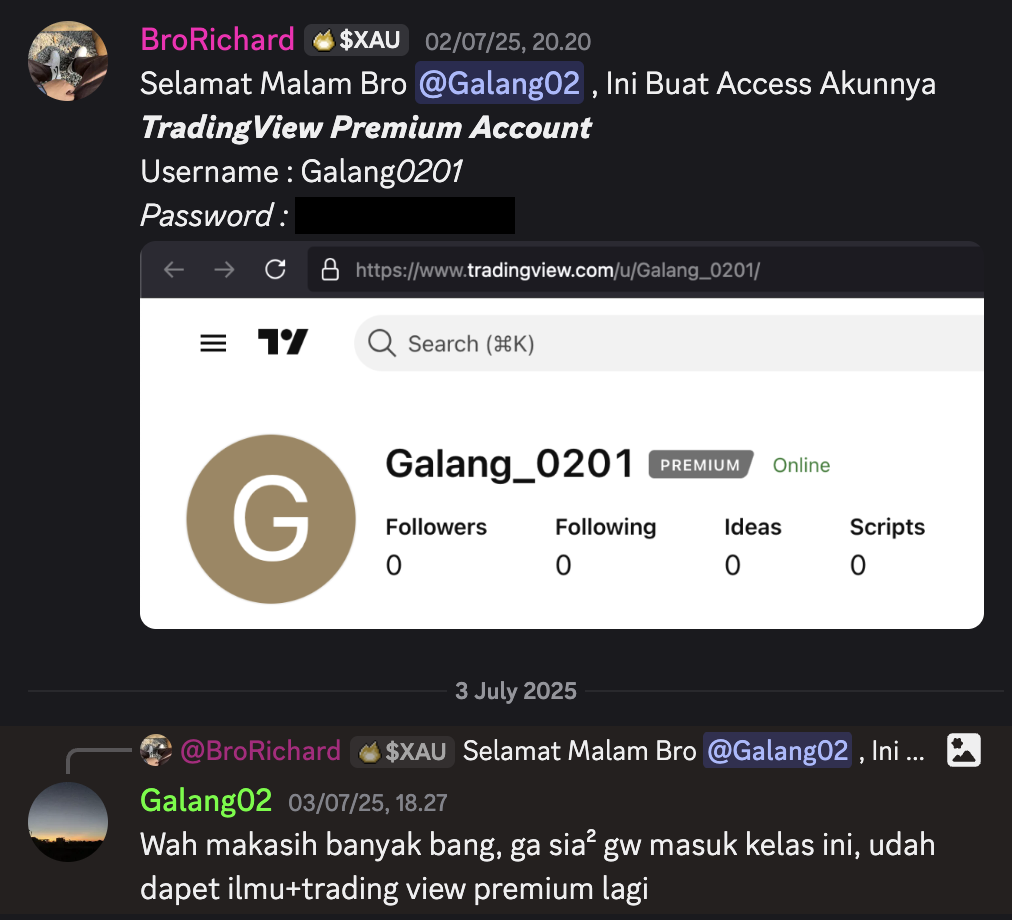 BroRichard $XAU 02/07/25, 20.20
Selamat Malam Bro @Galang02 , Ini Buat Access Akunnya
TradingView Premium Account
Username : Galang0201
Password :
https://www.tradingview.com/u/Galang_0201/
Search (⌘K)
G
Galang_0201 PREMIUM Online
Followers Following Ideas Scripts
0 0 0 0
3 July 2025
@BroRichard $XAU Selamat Malam Bro @Galang02 , Ini ...
Galang02 03/07/25, 18.27
Wah makasih banyak bang, ga sia² gw masuk kelas ini, udah
dapet ilmu+trading view premium lagi